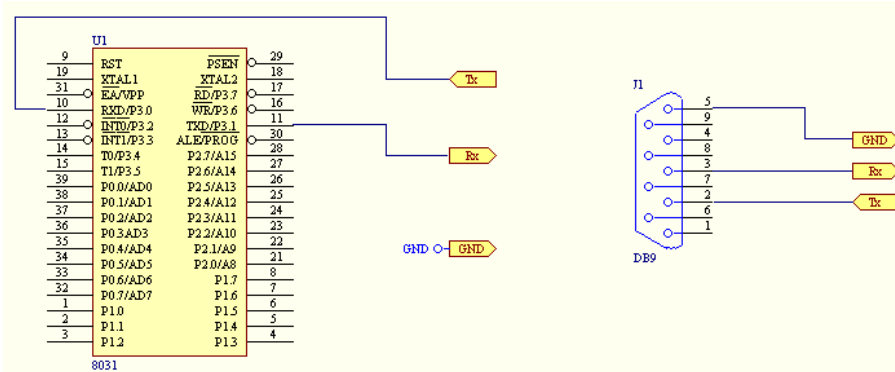 U1
9 RST PSEN 29
19 XTAL1 XTAL2 18
31 EA/VPP RD/P3.7 17
10 RXD/P3.0 WR/P3.6 16
12 INT0/P3.2 TXD/P3.1 11
13 INT1/P3.3 ALE/PROG 30
14 T0/P3.4 P2.7/A15 28
15 T1/P3.5 P2.6/A14 27
39 P0.0/AD0 P2.5/A13 26
38 P0.1/AD1 P2.4/A12 25
37 P0.2/AD2 P2.3/A11 24
36 P0.3AD3 P2.2/A10 23
35 P0.4/AD4 P2.1/A9 22
34 P0.5/AD5 P2.0/A8 21
33 P0.6/AD6 P1.7 8
32 P0.7/AD7 P1.6 7
1 P1.0 P1.5 6
2 P1.1 P1.4 5
3 P1.2 P1.3 4
8031
Tx
Rx
GND GND
J1
5
9
4
8
3
7
2
6
1
DB9
GND
Rx
Tx